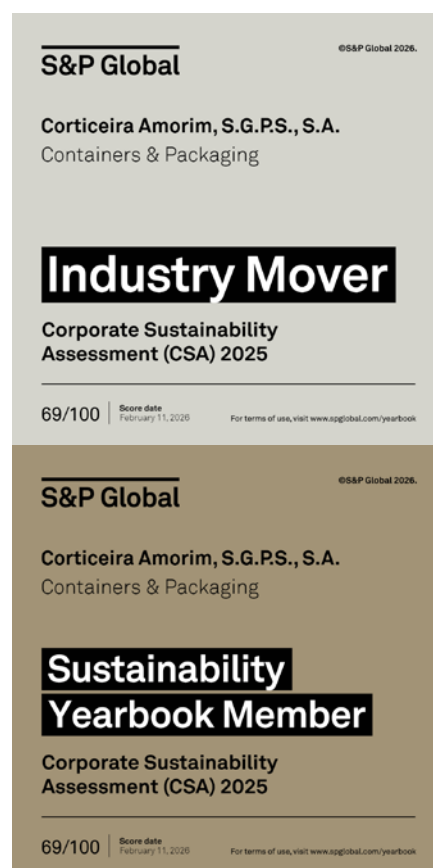 S&P Global
©S&P Global 2026.
Corticeira Amorim, S.G.P.S., S.A.
Containers & Packaging
Industry Mover
Corporate Sustainability
Assessment (CSA) 2025
69/100
Score date
February 11, 2026
For terms of use, visit www.spglobal.com/yearbook
S&P Global
©S&P Global 2026.
Corticeira Amorim, S.G.P.S., S.A.
Containers & Packaging
Sustainability
Yearbook Member
Corporate Sustainability
Assessment (CSA) 2025
69/100
Score date
February 11, 2026
For terms of use, visit www.spglobal.com/yearbook